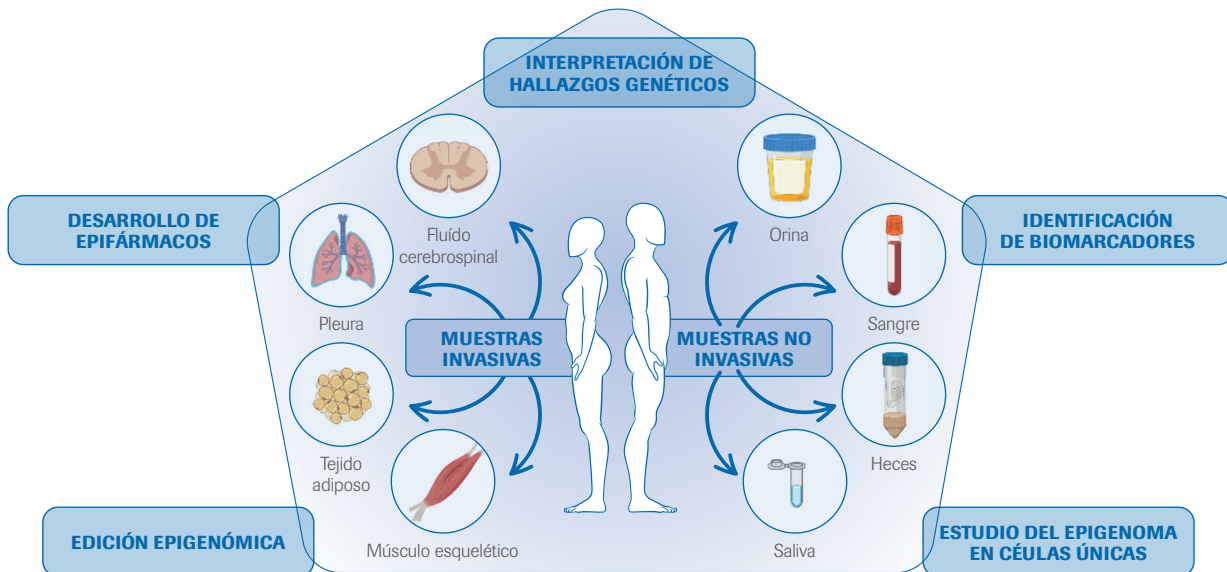 INTERPRETACIÓN DE
HALLAZGOS GENÉTICOS
DESARROLLO DE
EPIFÁRMACOS
IDENTIFICACIÓN
DE BIOMARCADORES
Fluído
cerebrospinal
Orina
Pleura
Sangre
MUESTRAS
INVASIVAS
MUESTRAS NO
INVASIVAS
Tejido
adiposo
Heces
Músculo esquelético
Saliva
EDICIÓN EPIGENÓMICA
ESTUDIO DEL EPIGENOMA
EN CÉULAS ÚNICAS